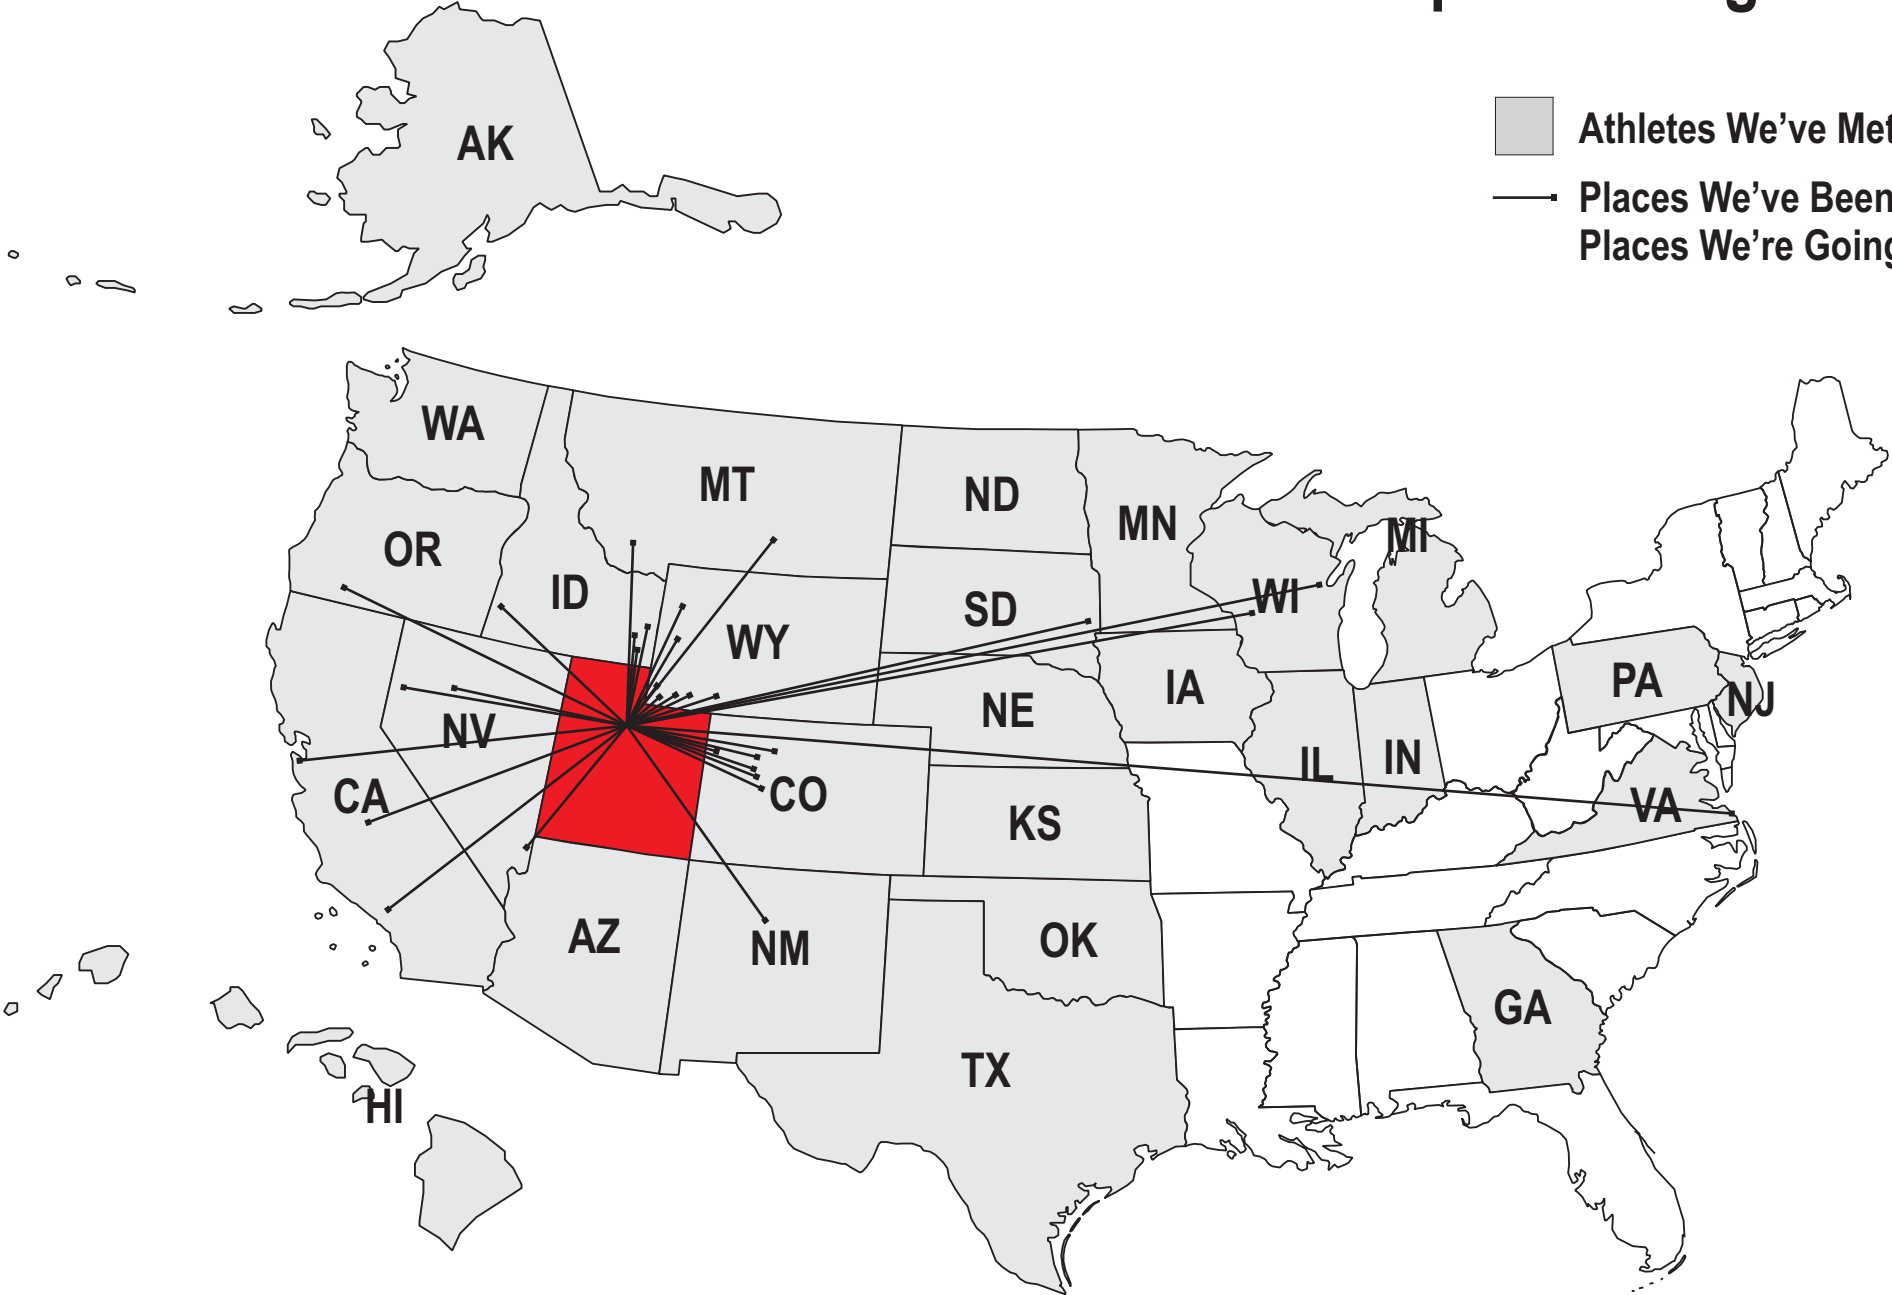 AK
Athletes We've Met
Places We've Been
Places We're Going
WA
MT
ND
MN
OR
MI
ID
SD
WI
WY
IA
PA
NE
NJ
NV
IL
IN
CA
CO
VA
KS
AZ
NM
OK
GA
TX
HI